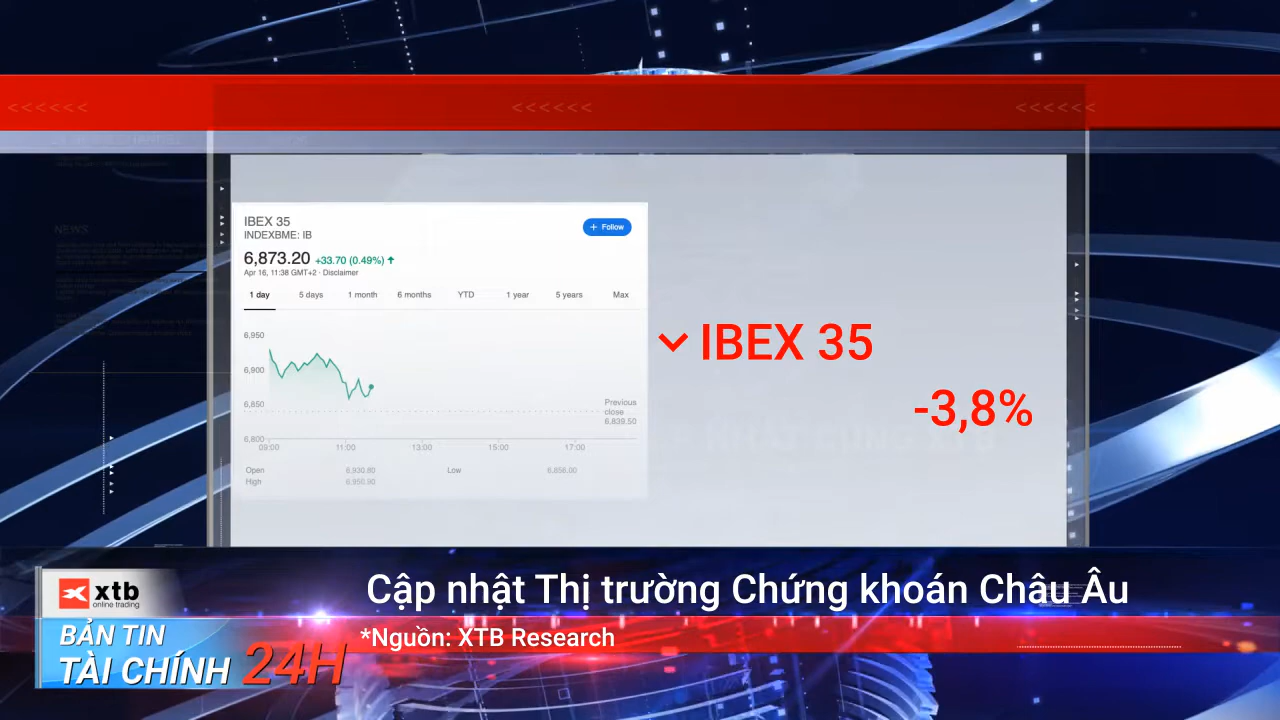 <<<<<<
<<<<<<
<<<<<<
NEWS
IBEX 35
INDEXBME: IB
+ Follow
6,873.20 +33.70 (0.49%) ↑
Apr 16, 11:38 GMT+2 · Disclaimer
1 day 5 days 1 month 6 months YTD 1 year 5 years Max
6,950
6,900
6,850
6,800
Previous
close
6,839.50
09:00 11:00 13:00 15:00 17:00
Open 6,930.80 Low 6,856.00
High 6,950.90
IBEX 35
-3,8%
xtb
online trading
Cập nhật Thị trường Chứng khoán Châu Âu
*Nguồn: XTB Research
BẢN TIN
TÀI CHÍNH 24H